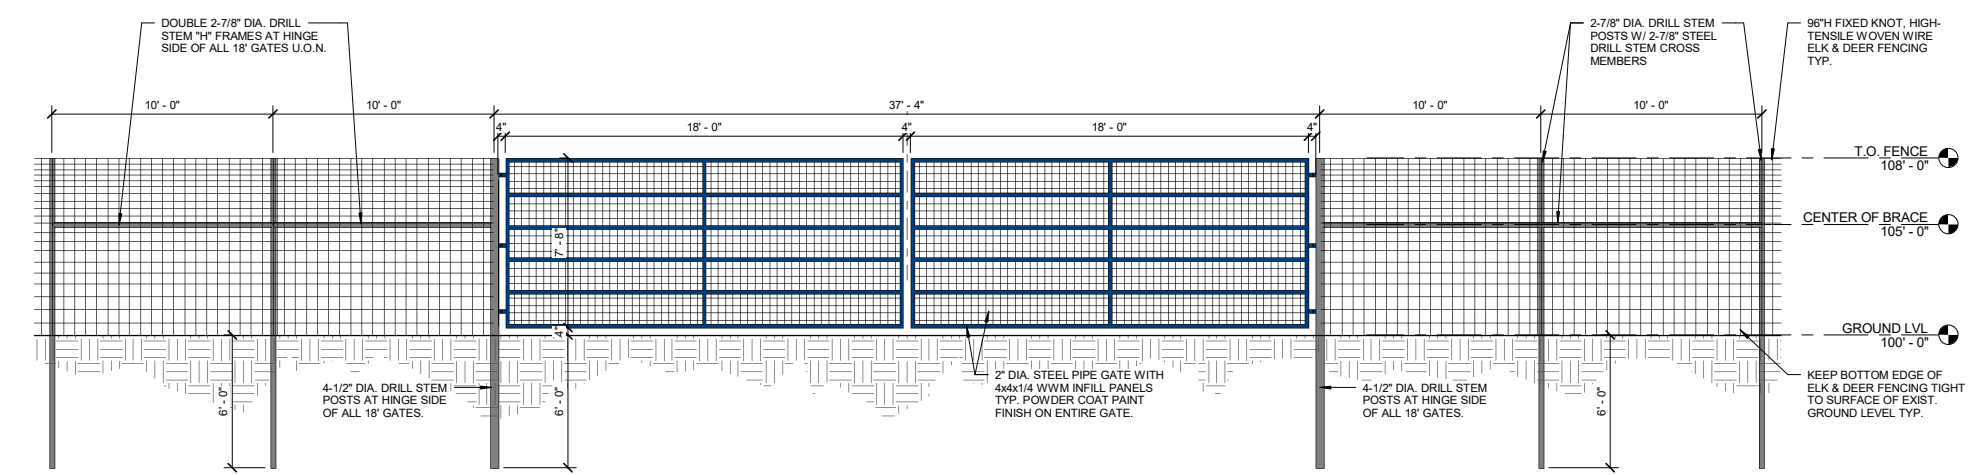 DOUBLE 2-7/8" DIA. DRILL
STEM "H" FRAMES AT HINGE
SIDE OF ALL 18' GATES U.O.N.
2-7/8" DIA. DRILL STEM
POSTS W/ 2-7/8" STEEL
DRILL STEM CROSS
MEMBERS
96"H FIXED KNOT, HIGH-
TENSILE WOVEN WIRE
ELK & DEER FENCING
TYP.
10' - 0"
10' - 0"
37' - 4"
10' - 0"
10' - 0"
4"
18' - 0"
4"
18' - 0"
4"
T.O. FENCE
108' - 0"
CENTER OF BRACE
105' - 0"
7' - 8"
4"
GROUND LVL
100' - 0"
6' - 0"
4-1/2" DIA. DRILL STEM
POSTS AT HINGE SIDE
OF ALL 18' GATES.
6' - 0"
2" DIA. STEEL PIPE GATE WITH
4x4x1/4 WWM INFILL PANELS
TYP. POWDER COAT PAINT
FINISH ON ENTIRE GATE.
4-1/2" DIA. DRILL STEM
POSTS AT HINGE SIDE
OF ALL 18' GATES.
6' - 0"
KEEP BOTTOM EDGE OF
ELK & DEER FENCING TIGHT
TO SURFACE OF EXIST.
GROUND LEVEL TYP.